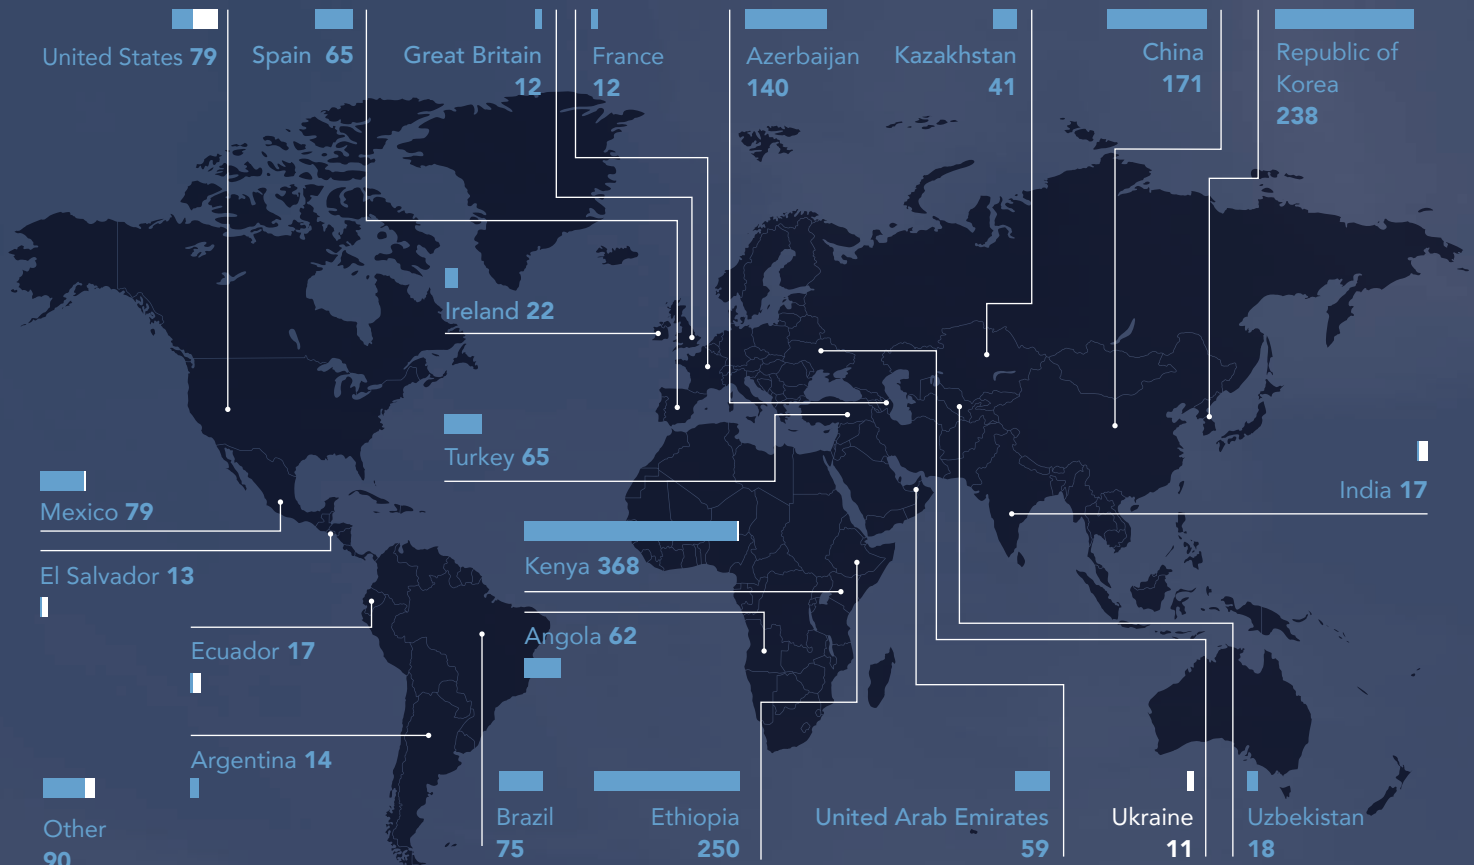 United States 79
Spain 65
Great Britain
12
France
12
Azerbaijan
140
Kazakhstan
41
China
171
Republic of
Korea
238
Ireland 22
Turkey 65
India 17
Mexico 79
El Salvador 13
Kenya 368
Angola 62
Ecuador 17
Argentina 14
Other
90
Brazil
75
Ethiopia
250
United Arab Emirates
59
Ukraine
11
Uzbekistan
18